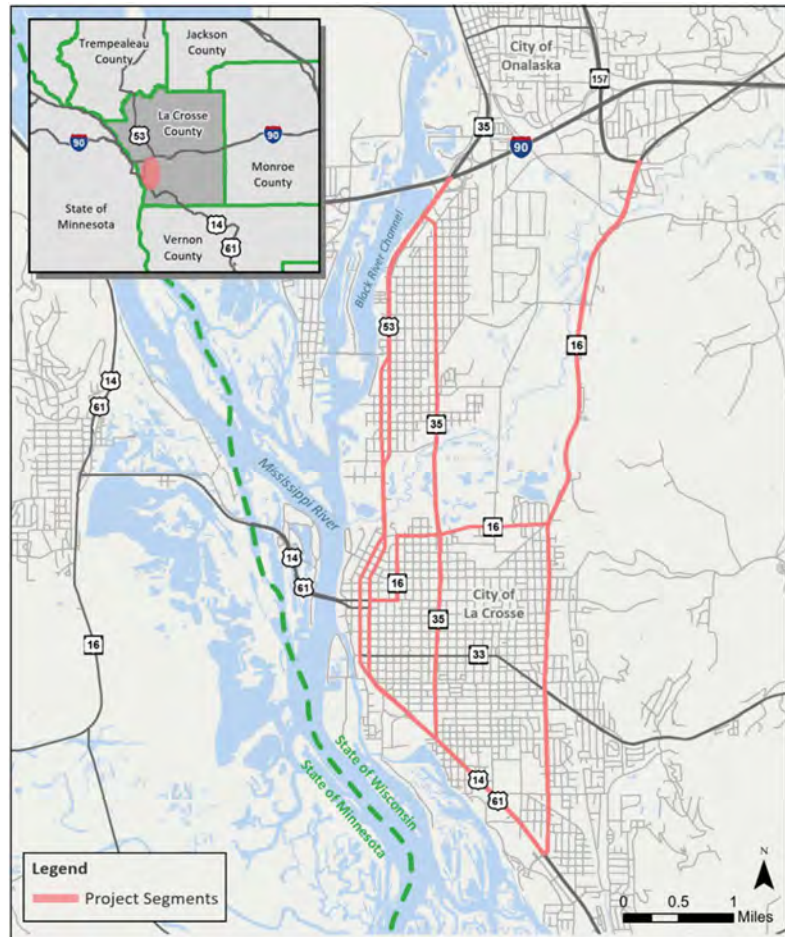 Trempealeau
County
Jackson
County
La Crosse
County
53
90
90
Monroe
County
State of
Minnesota
14
61
Vernon
County
City of
Onalaska
157
35
90
Black River Channel
53
16
14
61
35
Mississippi River
16
14
61
16
City of
La Crosse
35
33
16
State of Wisconsin
State of Minnesota
14
61
Legend
Project Segments
N
0 0.5 1
Miles